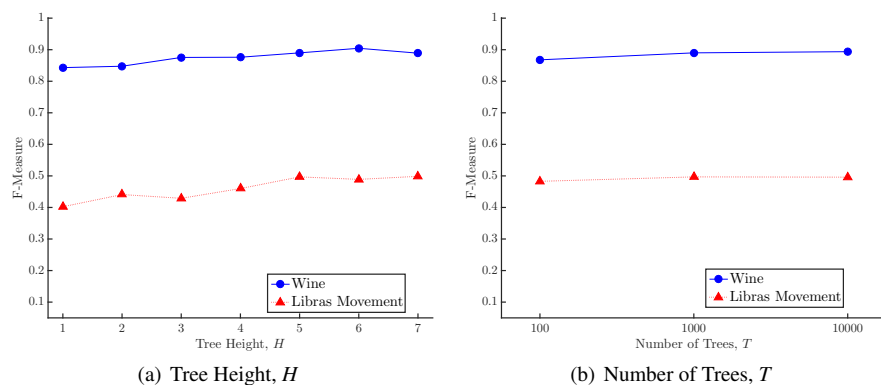 1
0.9
0.8
0.7
0.6
0.5
0.4
0.3
0.2
0.1
F-Measure
1 2 3 4 5 6 7
Tree Height, H
Wine
Libras Movement
(a) Tree Height, H
1
0.9
0.8
0.7
0.6
0.5
0.4
0.3
0.2
0.1
F-Measure
100 1000 10000
Number of Trees, T
Wine
Libras Movement
(b) Number of Trees, T